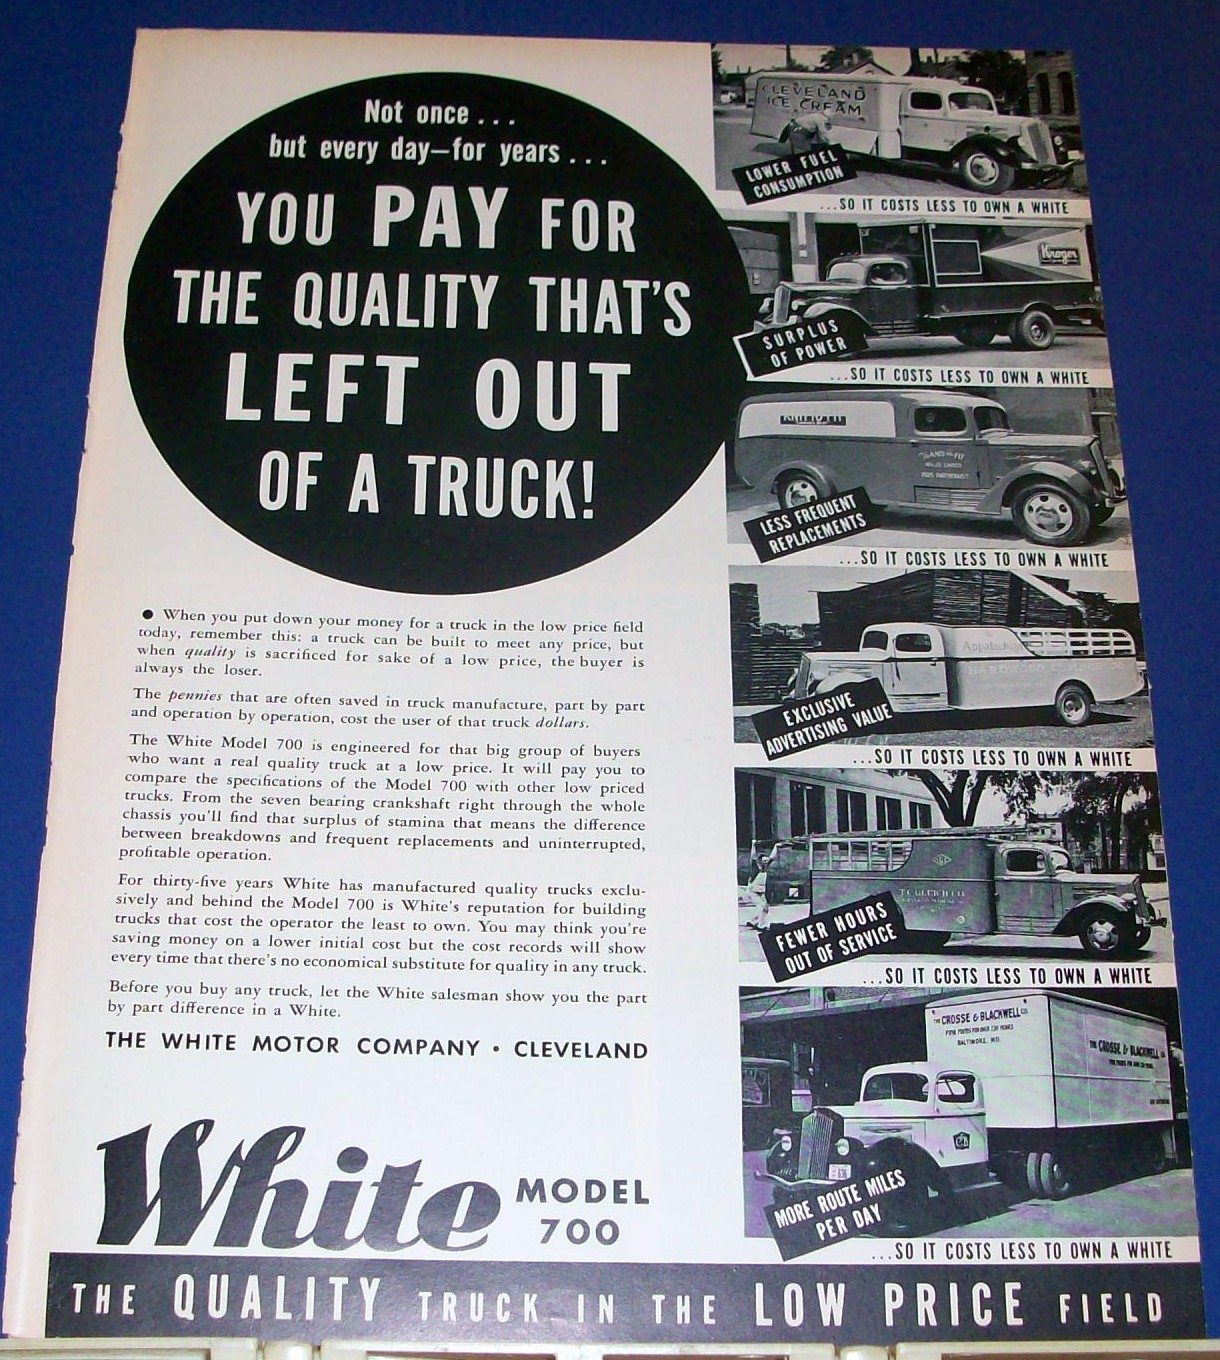 Not once...
but every day—for years...
YOU PAY FOR
THE QUALITY THAT'S
LEFT OUT
OF A TRUCK!
● When you put down your money for a truck in the low price field
today, remember this: a truck can be built to meet any price, but
when quality is sacrificed for sake of a low price, the buyer is
always the loser.
The pennies that are often saved in truck manufacture, part by part
and operation by operation, cost the user of that truck dollars.
The White Model 700 is engineered for that big group of buyers
who want a real quality truck at a low price. It will pay you to
compare the specifications of the Model 700 with other low priced
trucks. From the seven bearing crankshaft right through the whole
chassis you'll find that surplus of stamina that means the difference
between breakdowns and frequent replacements and uninterrupted,
profitable operation.
For thirty-five years White has manufactured quality trucks exclu-
sively and behind the Model 700 is White's reputation for building
trucks that cost the operator the least to own. You may think you're
saving money on a lower initial cost but the cost records will show
every time that there's no economical substitute for quality in any truck.
Before you buy any truck, let the White salesman show you the part
by part difference in a White.
THE WHITE MOTOR COMPANY • CLEVELAND
White MODEL
700
CLEVELAND
ICE CREAM
LOWER FUEL
CONSUMPTION
...SO IT COSTS LESS TO OWN A WHITE
Kroger
SURPLUS
OF POWER
...SO IT COSTS LESS TO OWN A WHITE
LESS FREQUENT
REPLACEMENTS
...SO IT COSTS LESS TO OWN A WHITE
Appalachian
EXCLUSIVE
ADVERTISING VALUE
...SO IT COSTS LESS TO OWN A WHITE
T.C. GLEICH CO.
FEWER HOURS
OUT OF SERVICE
...SO IT COSTS LESS TO OWN A WHITE
THE CROSSE & BLACKWELL CO.
BALTIMORE, MD.
THE CROSSE & BLACKWELL CO.
MORE ROUTE MILES
PER DAY
...SO IT COSTS LESS TO OWN A WHITE
THE QUALITY TRUCK IN THE LOW PRICE FIELD